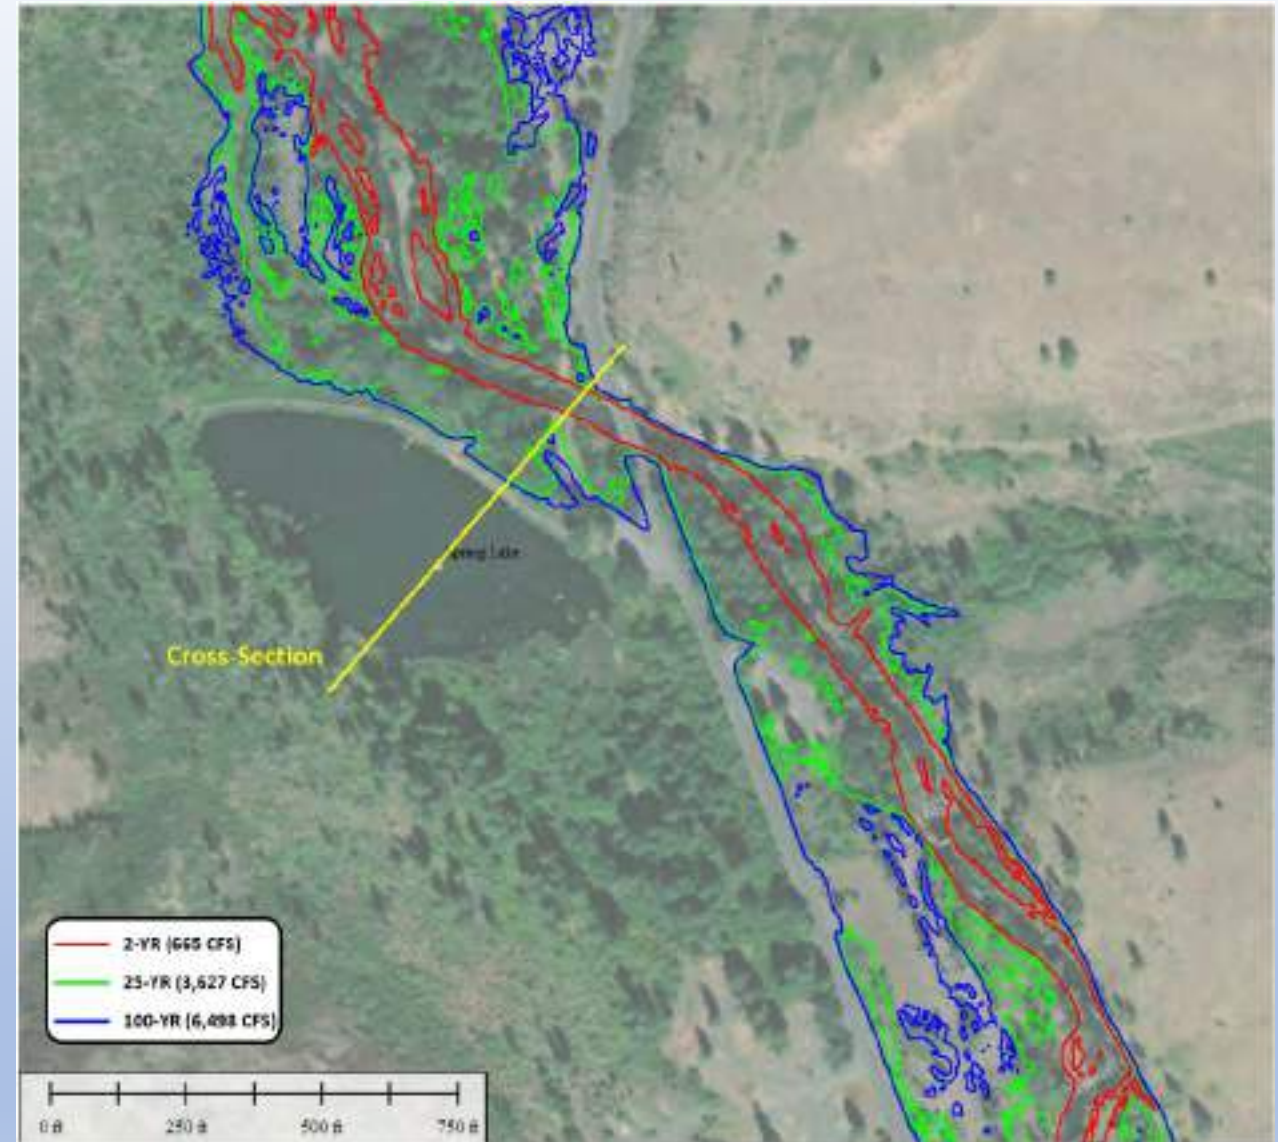 Lake
Cross-Section
2-YR (665 CFS)
25-YR (3,627 CFS)
100-YR (6,498 CFS)
0 ft 250 ft 500 ft 750 ft